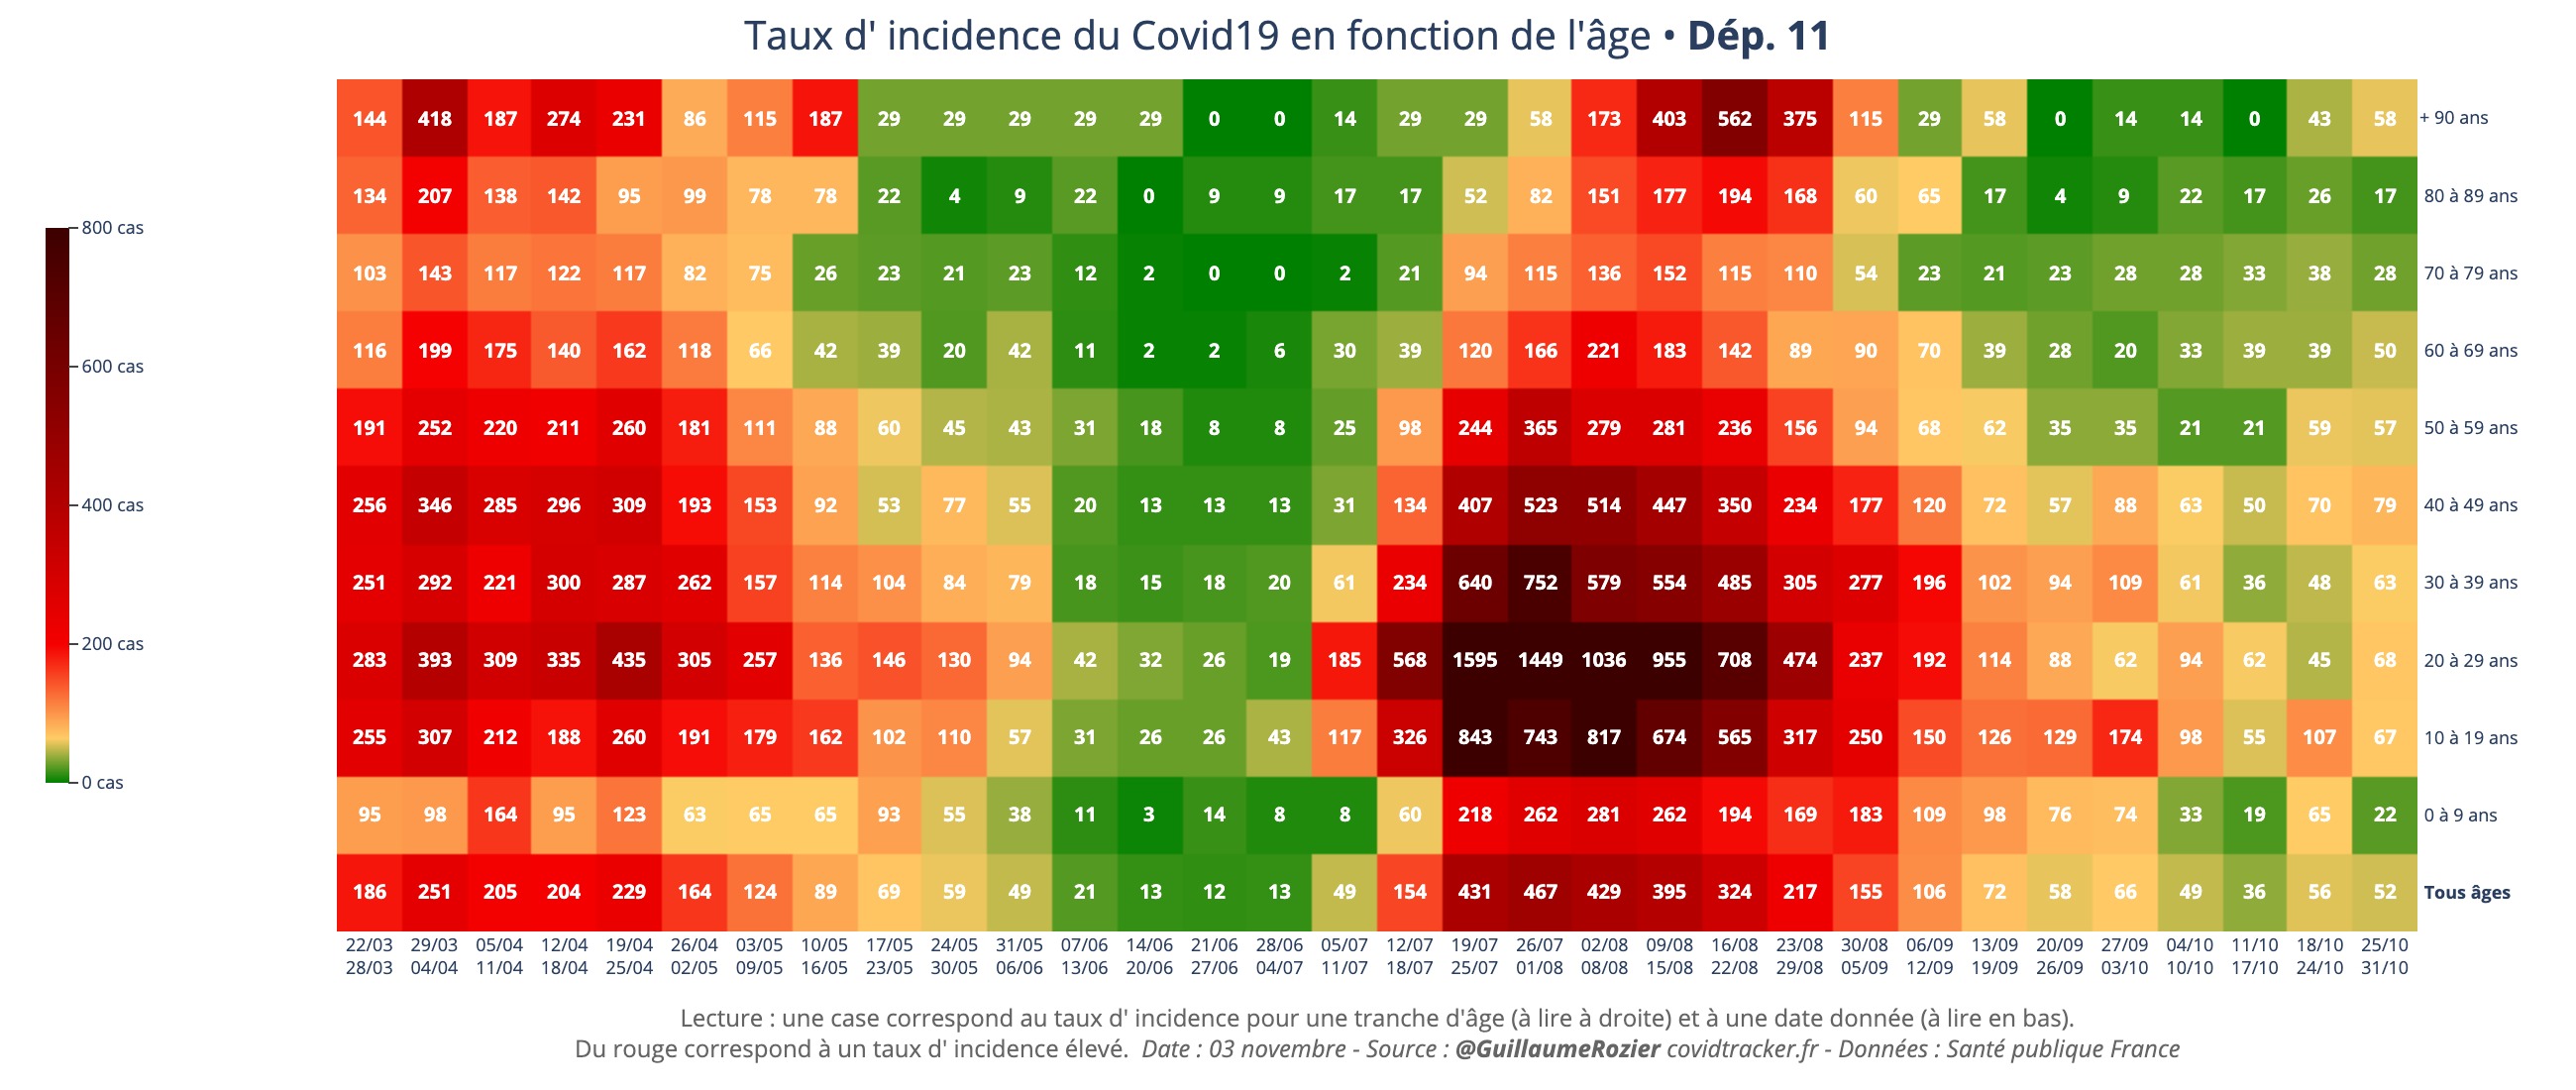 Taux d' incidence du Covid19 en fonction de l'âge • Dép. 11
800 cas
600 cas
400 cas
200 cas
0 cas
144 418 187 274 231 86 115 187 29 29 29 29 29 0 0 14 29 29 58 173 403 562 375 115 29 58 0 14 14 0 43 58 + 90 ans
134 207 138 142 95 99 78 78 22 4 9 22 0 9 9 17 17 52 82 151 177 194 168 60 65 17 4 9 22 17 26 17 80 à 89 ans
103 143 117 122 117 82 75 26 23 21 23 12 2 0 0 2 21 94 115 136 152 115 110 54 23 21 23 28 28 33 38 28 70 à 79 ans
116 199 175 140 162 118 66 42 39 20 42 11 2 2 6 30 39 120 166 221 183 142 89 90 70 39 28 20 33 39 39 50 60 à 69 ans
191 252 220 211 260 181 111 88 60 45 43 31 18 8 8 25 98 244 365 279 281 236 156 94 68 62 35 35 21 21 59 57 50 à 59 ans
256 346 285 296 309 193 153 92 53 77 55 20 13 13 13 31 134 407 523 514 447 350 234 177 120 72 57 88 63 50 70 79 40 à 49 ans
251 292 221 300 287 262 157 114 104 84 79 18 15 18 20 61 234 640 752 579 554 485 305 277 196 102 94 109 61 36 48 63 30 à 39 ans
283 393 309 335 435 305 257 136 146 130 94 42 32 26 19 185 568 1595 1449 1036 955 708 474 237 192 114 88 62 94 62 45 68 20 à 29 ans
255 307 212 188 260 191 179 162 102 110 57 31 26 26 43 117 326 843 743 817 674 565 317 250 150 126 129 174 98 55 107 67 10 à 19 ans
95 98 164 95 123 63 65 65 93 55 38 11 3 14 8 8 60 218 262 281 262 194 169 183 109 98 76 74 33 19 65 22 0 à 9 ans
186 251 205 204 229 164 124 89 69 59 49 21 13 12 13 49 154 431 467 429 395 324 217 155 106 72 58 66 49 36 56 52 Tous âges
22/03 29/03 05/04 12/04 19/04 26/04 03/05 10/05 17/05 24/05 31/05 07/06 14/06 21/06 28/06 05/07 12/07 19/07 26/07 02/08 09/08 16/08 23/08 30/08 06/09 13/09 20/09 27/09 04/10 11/10 18/10 25/10
28/03 04/04 11/04 18/04 25/04 02/05 09/05 16/05 23/05 30/05 06/06 13/06 20/06 27/06 04/07 11/07 18/07 25/07 01/08 08/08 15/08 22/08 29/08 05/09 12/09 19/09 26/09 03/10 10/10 17/10 24/10 31/10
Lecture : une case correspond au taux d' incidence pour une tranche d'âge (à lire à droite) et à une date donnée (à lire en bas).
Du rouge correspond à un taux d' incidence élevé. Date : 03 novembre - Source : @GuillaumeRozier covidtracker.fr - Données : Santé publique France